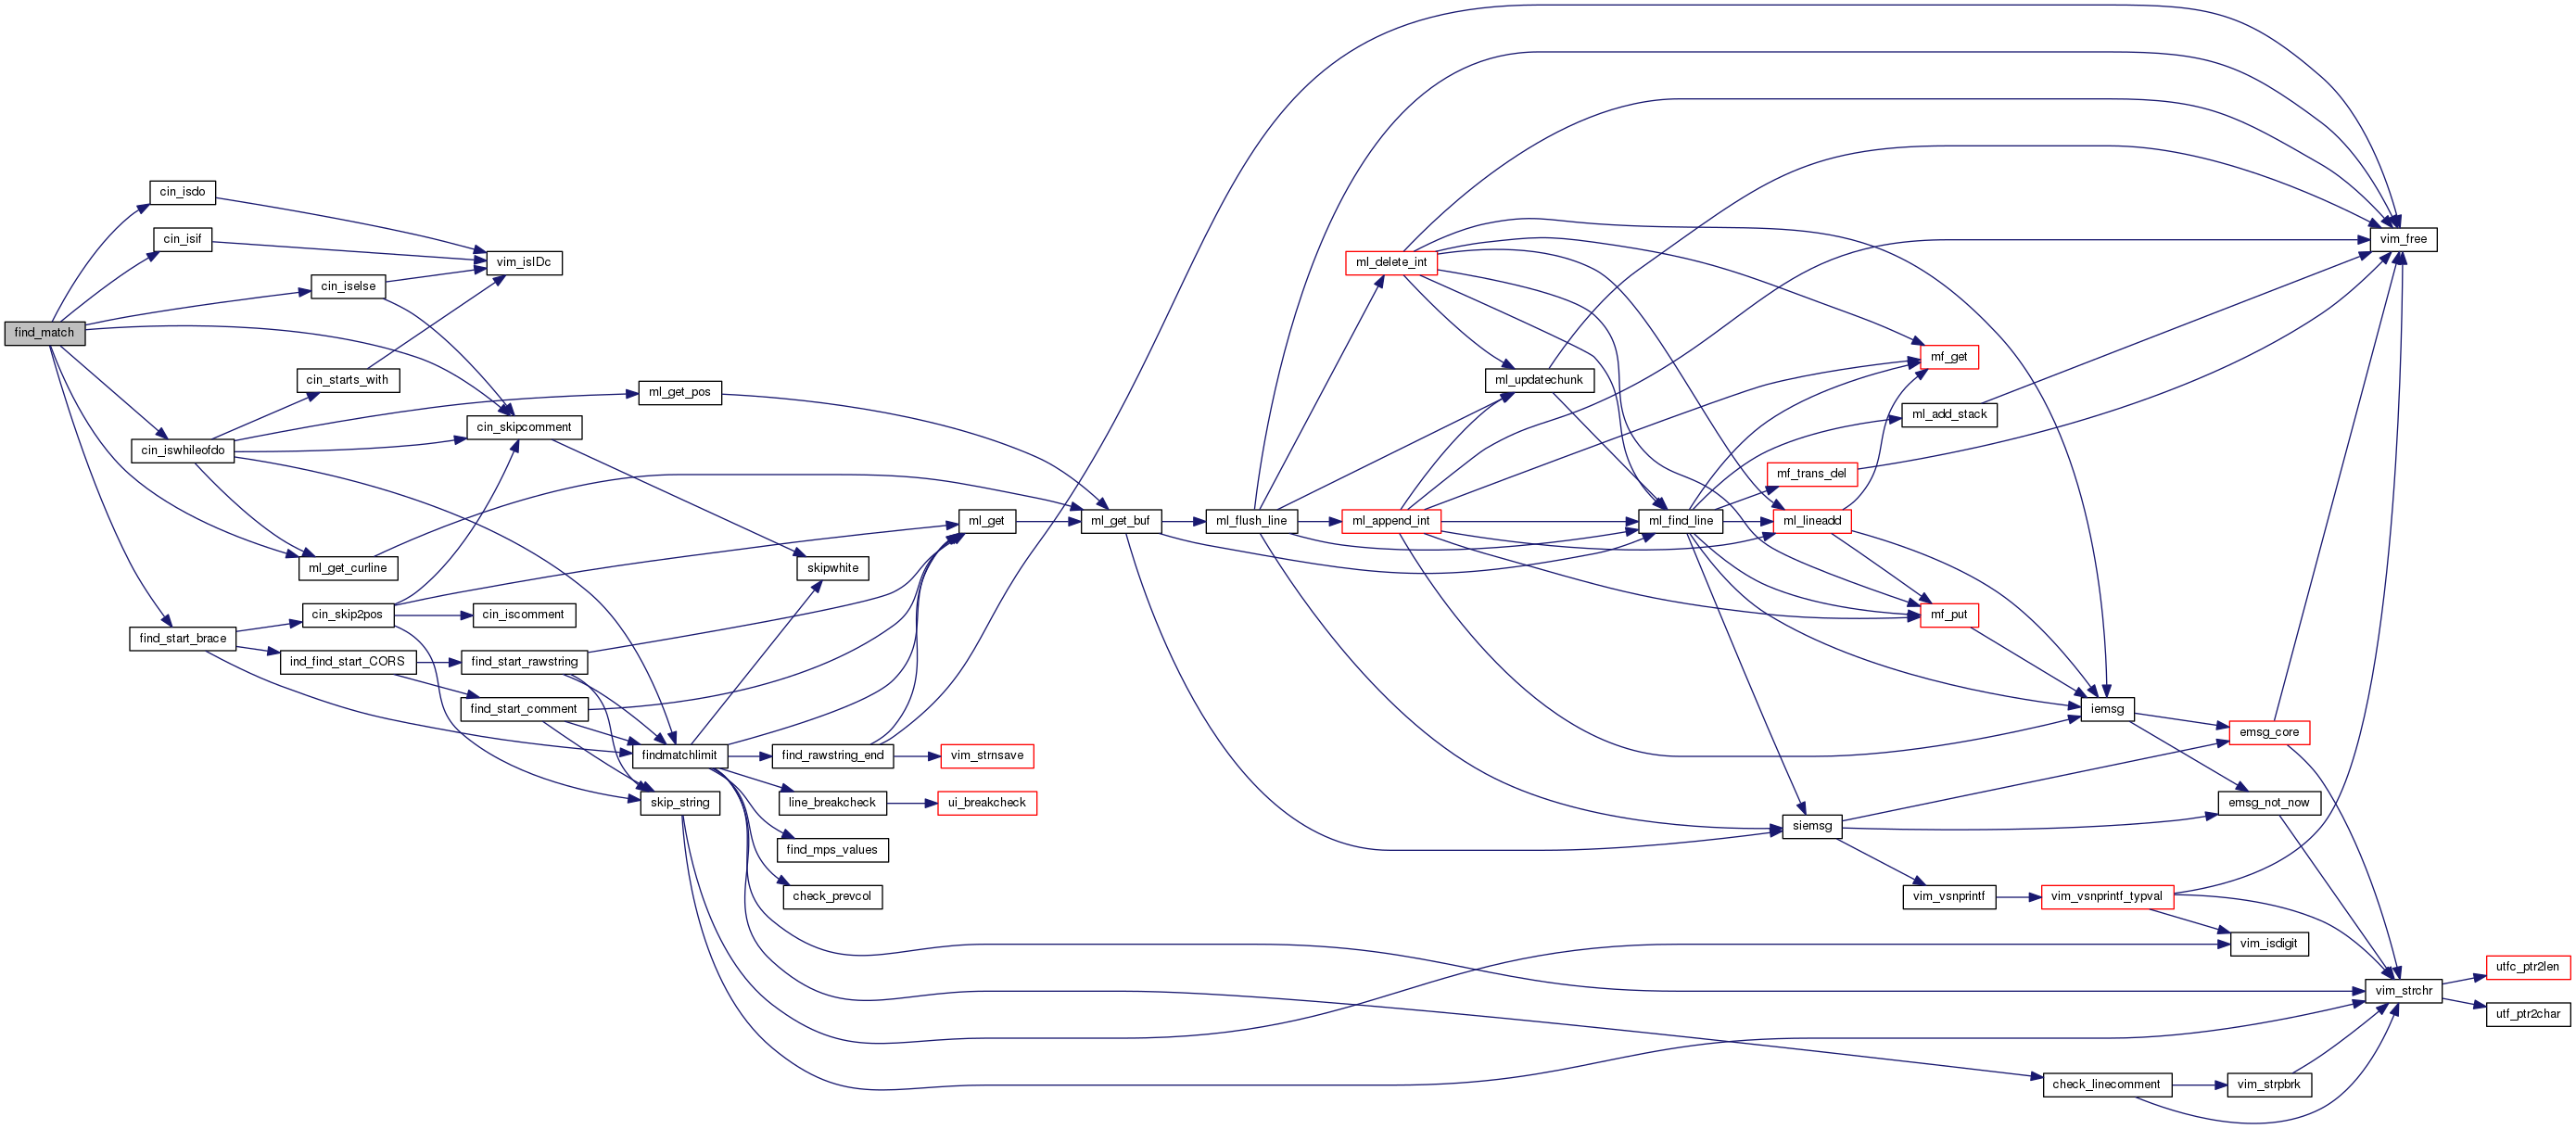 find_match
cin_isdo
cin_isif
cin_iselse
cin_starts_with
cin_iswhileofdo
ml_get_curline
find_start_brace
cin_skip2pos
ind_find_start_CORS
vim_isIDc
cin_skipcomment
cin_iscomment
find_start_rawstring
find_start_comment
ml_get_pos
findmatchlimit
skip_string
skipwhite
find_rawstring_end
line_breakcheck
find_mps_values
check_prevcol
ml_get
vim_strnsave
ui_breakcheck
ml_get_buf
ml_flush_line
ml_delete_int
ml_append_int
ml_updatechunk
ml_find_line
mf_trans_del
ml_lineadd
siemsg
mf_get
ml_add_stack
mf_put
vim_vsnprintf
iemsg
vim_vsnprintf_typval
check_linecomment
emsg_core
emsg_not_now
vim_isdigit
vim_strpbrk
vim_free
vim_strchr
utfc_ptr2len
utf_ptr2char